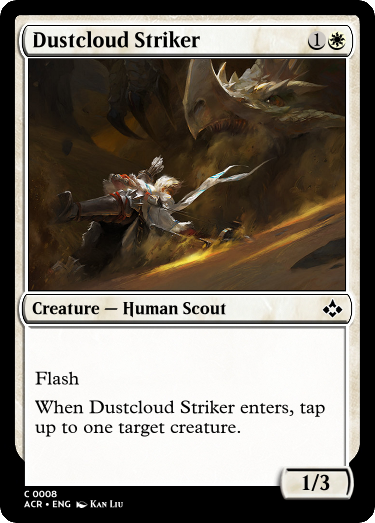 Dustcloud Striker 1
Creature — Human Scout
Flash
When Dustcloud Striker enters, tap
up to one target creature.
1/3
C 0008
ACR • ENG Kan Liu